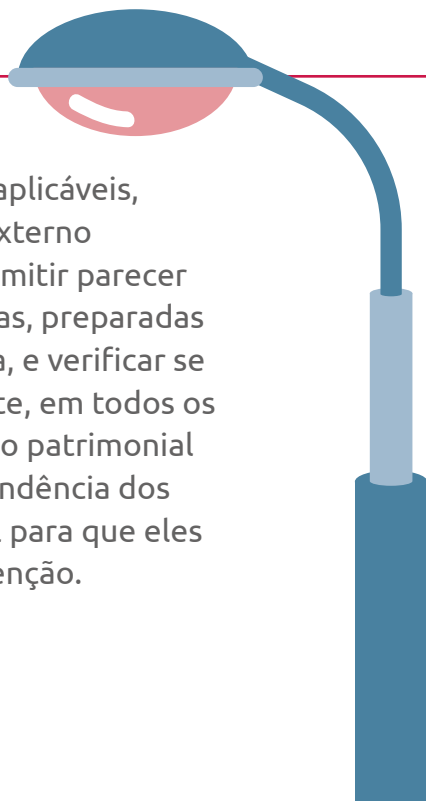 aplicáveis,
xterno
mitir parecer
as, preparadas
, e verificar se
te, em todos os
o patrimonial
ndência dos
para que eles
enção.